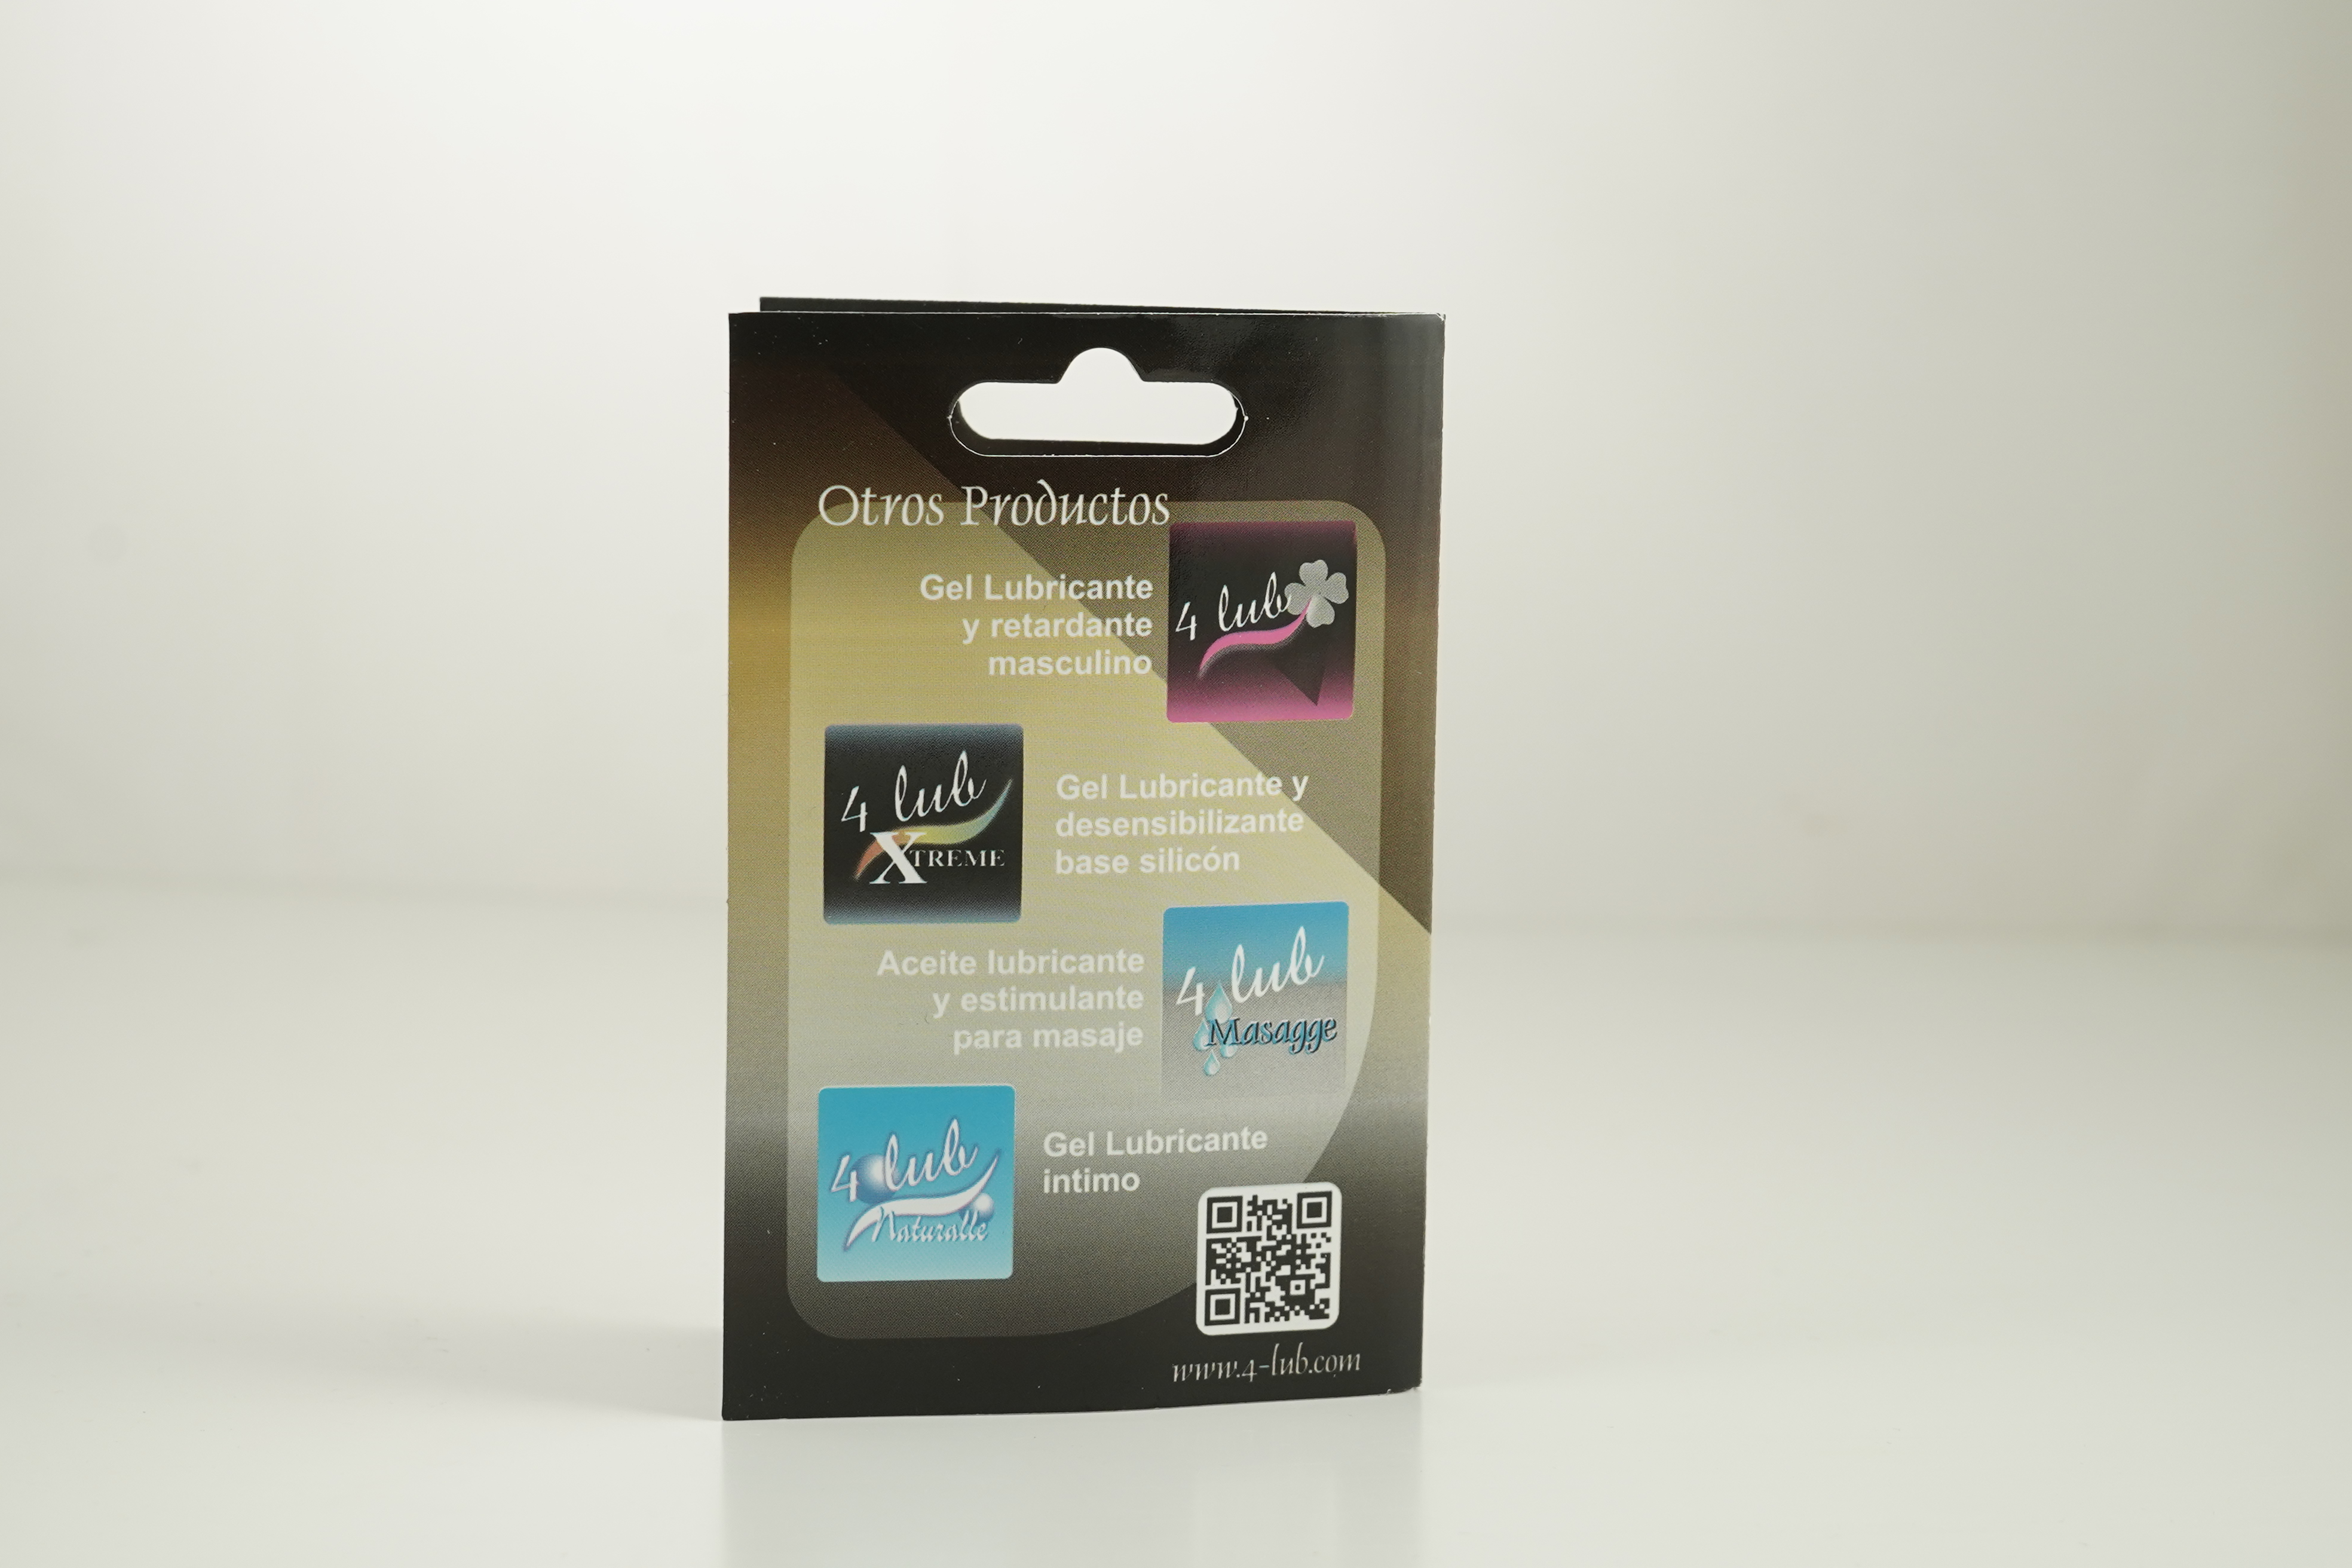 Otros Productos
Gel Lubricante
y retardante
masculino
4 lub
4 lub
XTREME
Gel Lubricante y
desensibilizante
base silicón
Aceite lubricante
y estimulante
para masaje
4 lub
Masagge
4 lub
Naturalle
Gel Lubricante
intimo
www.4-lub.com